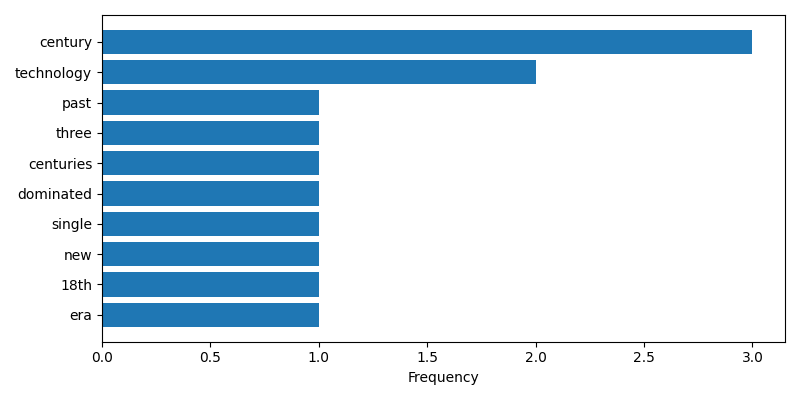 century
technology
past
three
centuries
dominated
single
new
18th
era
0.0 0.5 1.0 1.5 2.0 2.5 3.0
Frequency